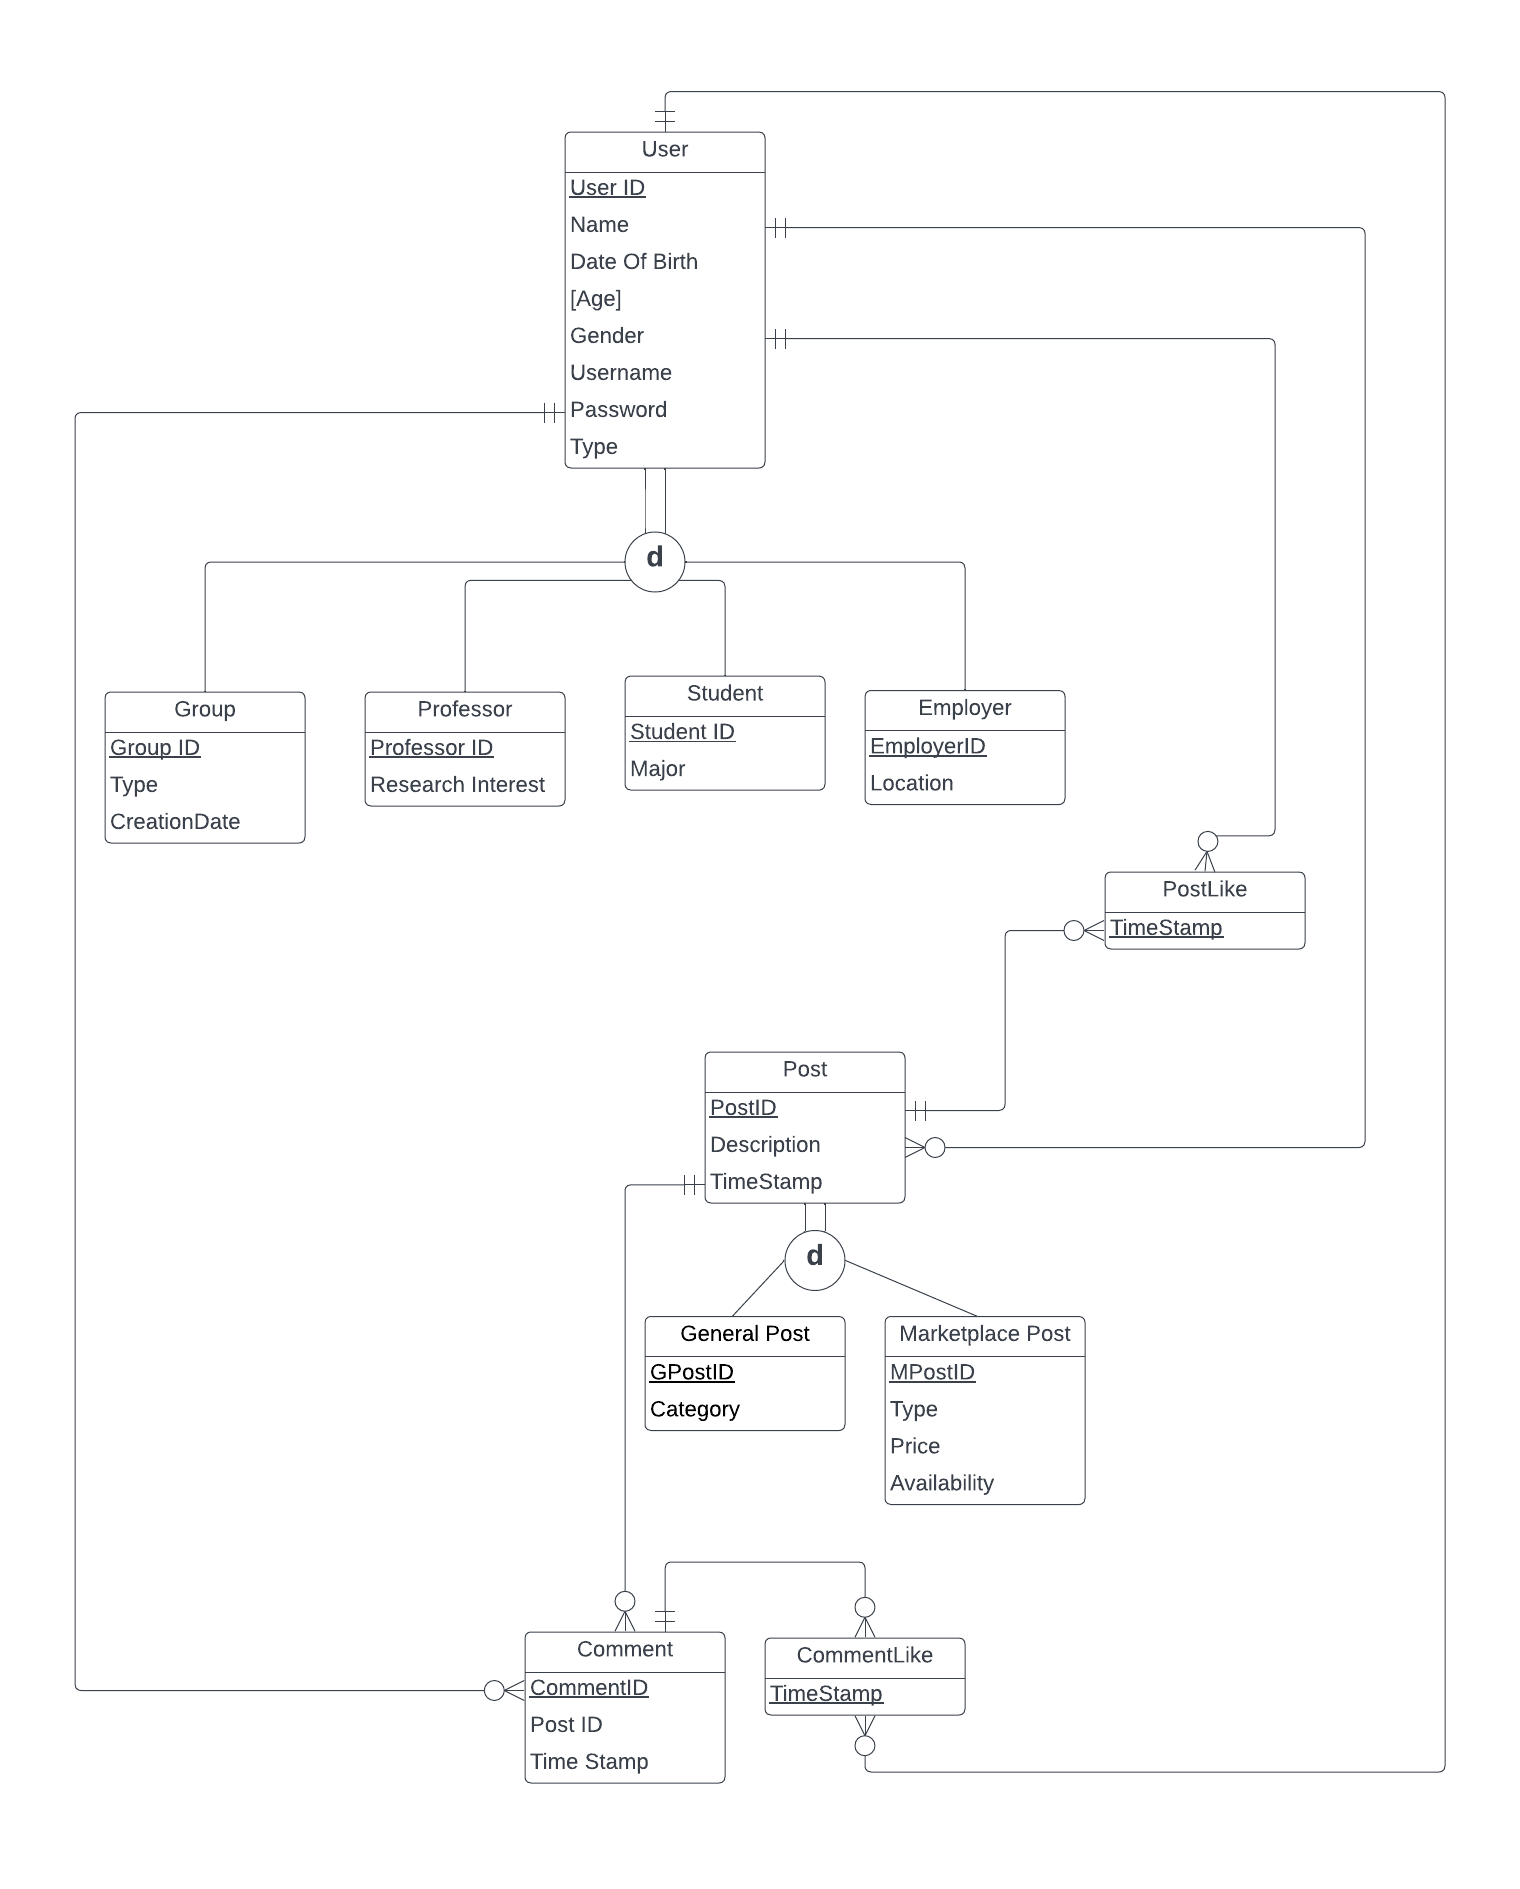 User
User ID
Name
Date Of Birth
[Age]
Gender
Username
Password
Type
d
Group
Group ID
Type
CreationDate
Professor
Professor ID
Research Interest
Student
Student ID
Major
Employer
EmployerID
Location
PostLike
TimeStamp
Post
PostID
Description
TimeStamp
d
General Post
GPostID
Category
Marketplace Post
MPostID
Type
Price
Availability
Comment
CommentID
Post ID
Time Stamp
CommentLike
TimeStamp